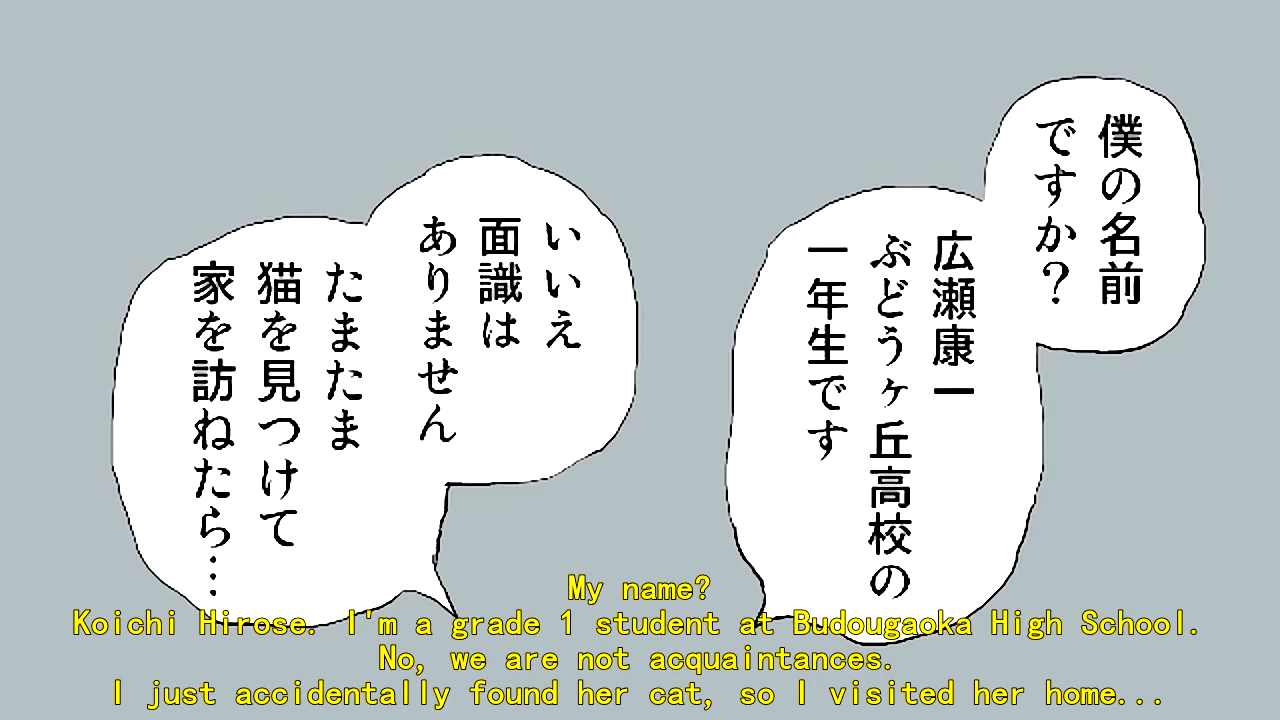 僕の名前
ですか?
広瀬康一
ぶどうヶ丘高校の
一年生です
いいえ
面識は
ありません
たまたま
猫を見つけて
家を訪ねたら…
My name?
Koichi Hirose. I'm a grade 1 student at Budougaoka High School.
No, we are not acquaintances.
I just accidentally found her cat, so I visited her home...